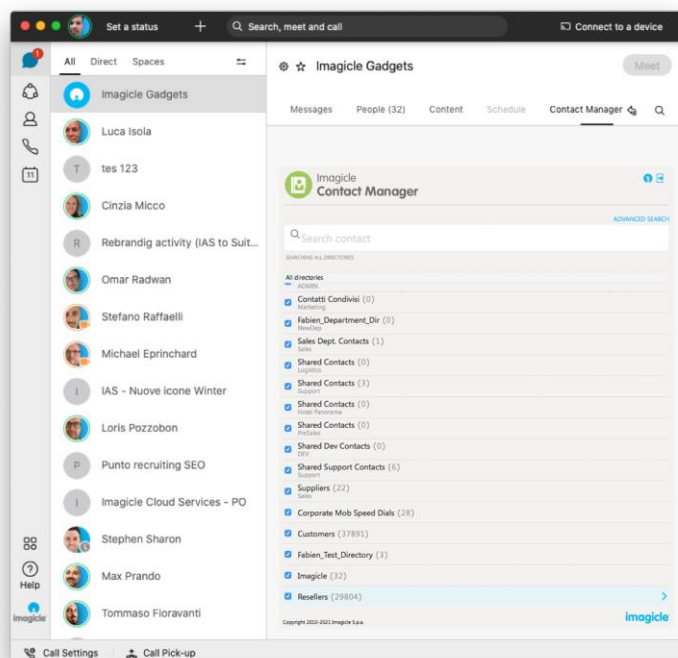 Set a status
Search, meet and call
Connect to a device
1
All
Direct
Spaces
Imagicle Gadgets
Luca Isola
T
tes 123
Cinzia Micco
R
Rebrandig activity (IAS to Suit...
Omar Radwan
Stefano Raffaelli
Michael Eprinchard
I
IAS - Nuove icone Winter
Loris Pozzobon
P
Punto recruiting SEO
I
Imagicle Cloud Services - PO
Stephen Sharon
Max Prando
Tommaso Fioravanti
11
Help
imagicle
Call Settings
Call Pick-up
Imagicle Gadgets
Meet
Messages
People (32)
Content
Schedule
Contact Manager
Imagicle
Contact Manager
ADVANCED SEARCH
Search contact
SEARCHING ALL DIRECTORIES
All directories
ADMIN
Contatti Condivisi (0)
Marketing
Fabien_Department_Dir (0)
NewDep
Sales Dept. Contacts (1)
Sales
Shared Contacts (0)
Logistics
Shared Contacts (3)
Support
Shared Contacts (0)
Hotel Panorama
Shared Contacts (0)
PreSales
Shared Dev Contacts (0)
DEV
Shared Support Contacts (6)
Support
Suppliers (22)
Sales
Corporate Mob Speed Dials (28)
Customers (37891)
Fabien_Test_Directory (3)
Imagicle (32)
Resellers (29804)
Copyright 2012-2021 Imagicle S.p.a.
imagicle